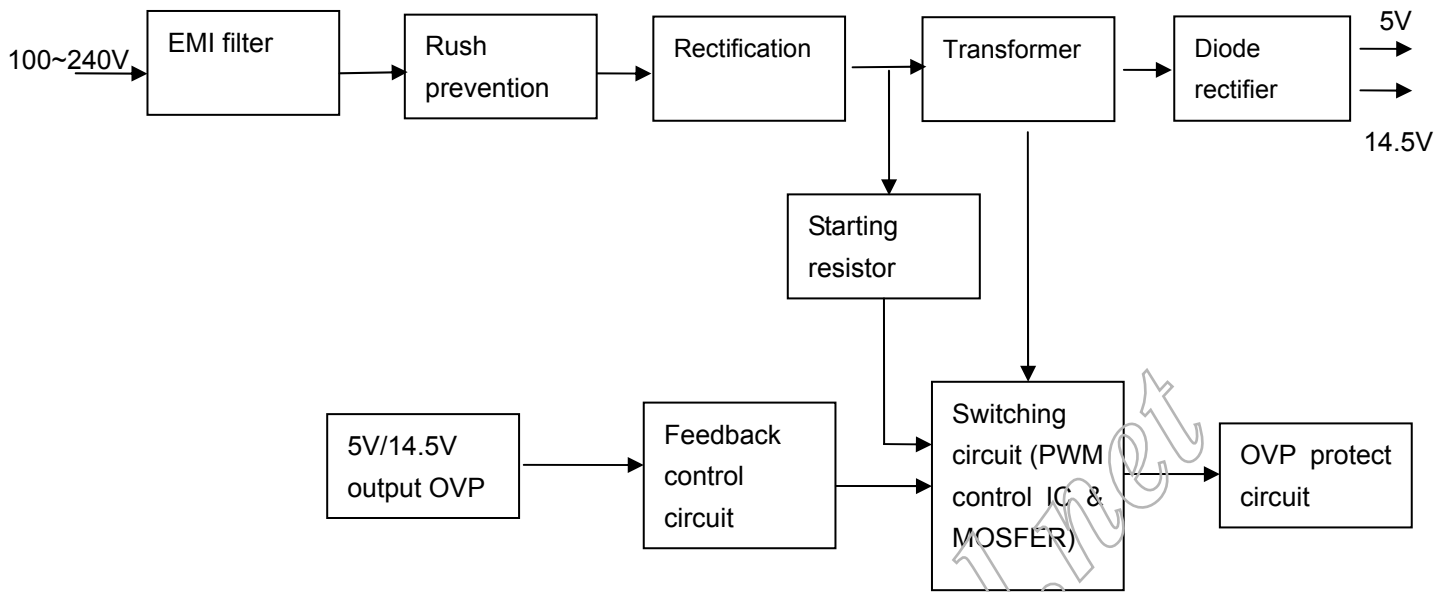 100~240V
EMI filter
Rush
prevention
Rectification
Transformer
Diode
rectifier
5V
14.5V
Starting
resistor
5V/14.5V
output OVP
Feedback
control
circuit
Switching
circuit (PWM
control IC &
MOSFER)
OVP protect
circuit
l.net